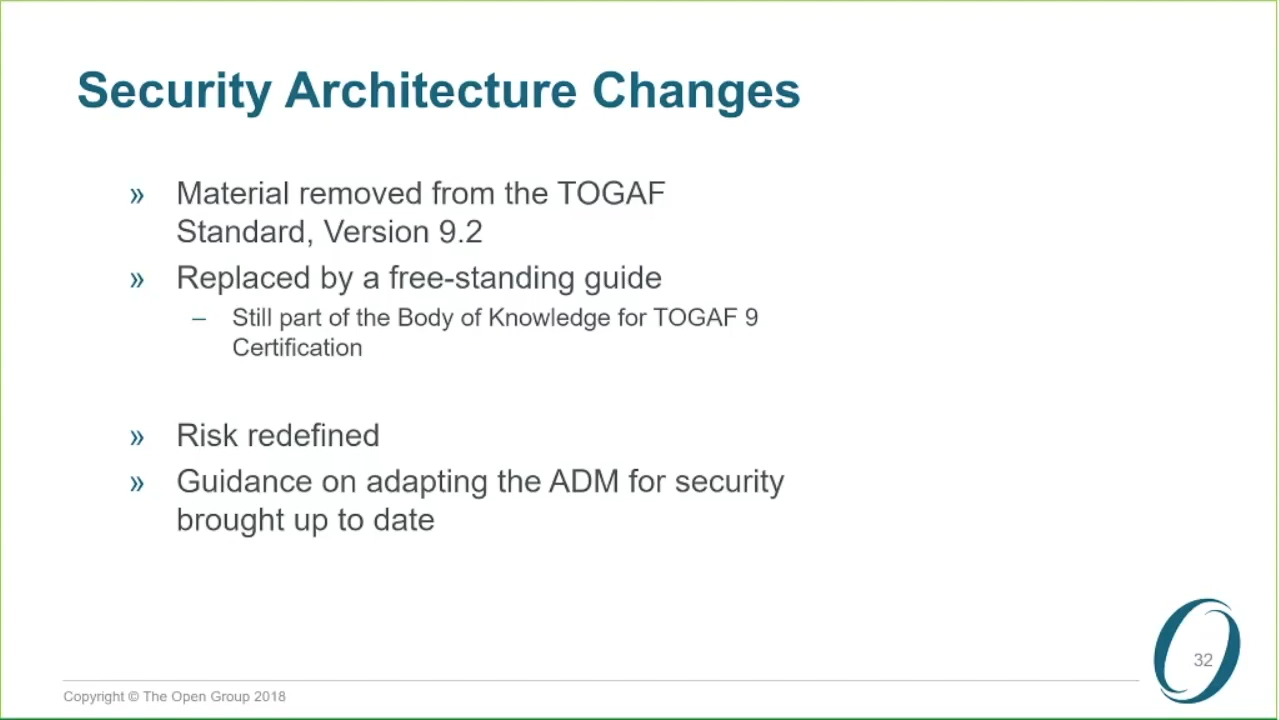 Security Architecture Changes
» Material removed from the TOGAF
Standard, Version 9.2
» Replaced by a free-standing guide
– Still part of the Body of Knowledge for TOGAF 9
Certification
» Risk redefined
» Guidance on adapting the ADM for security
brought up to date
32
Copyright © The Open Group 2018